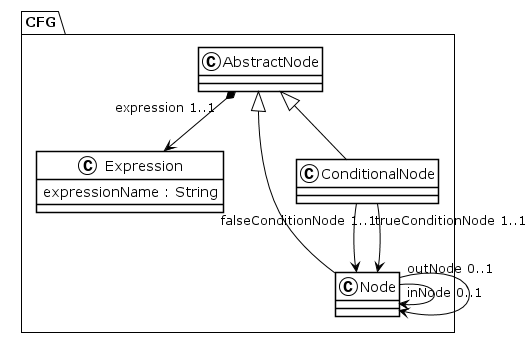 CFG
C AbstractNode
expression 1..1
C Expression
expressionName : String
C ConditionalNode
falseConditionNode 1..1
trueConditionNode 1..1
outNode 0..1
C Node
inNode 0..1